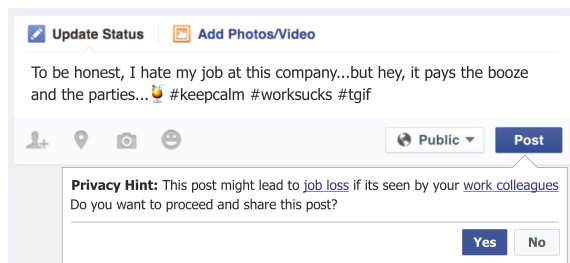 Update Status Add Photos/Video
To be honest, I hate my job at this company...but hey, it pays the booze
and the parties...🍹 #keepcalm #worksucks #tgif
Public Post
Privacy Hint: This post might lead to job loss if its seen by your work colleagues
Do you want to proceed and share this post?
Yes No